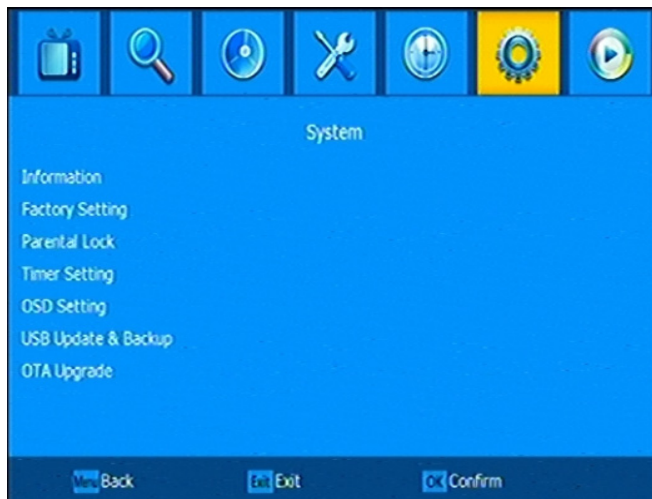 System
Information
Factory Setting
Parental Lock
Timer Setting
OSD Setting
USB Update & Backup
OTA Upgrade
Menu Back Exit Exit OK Confirm